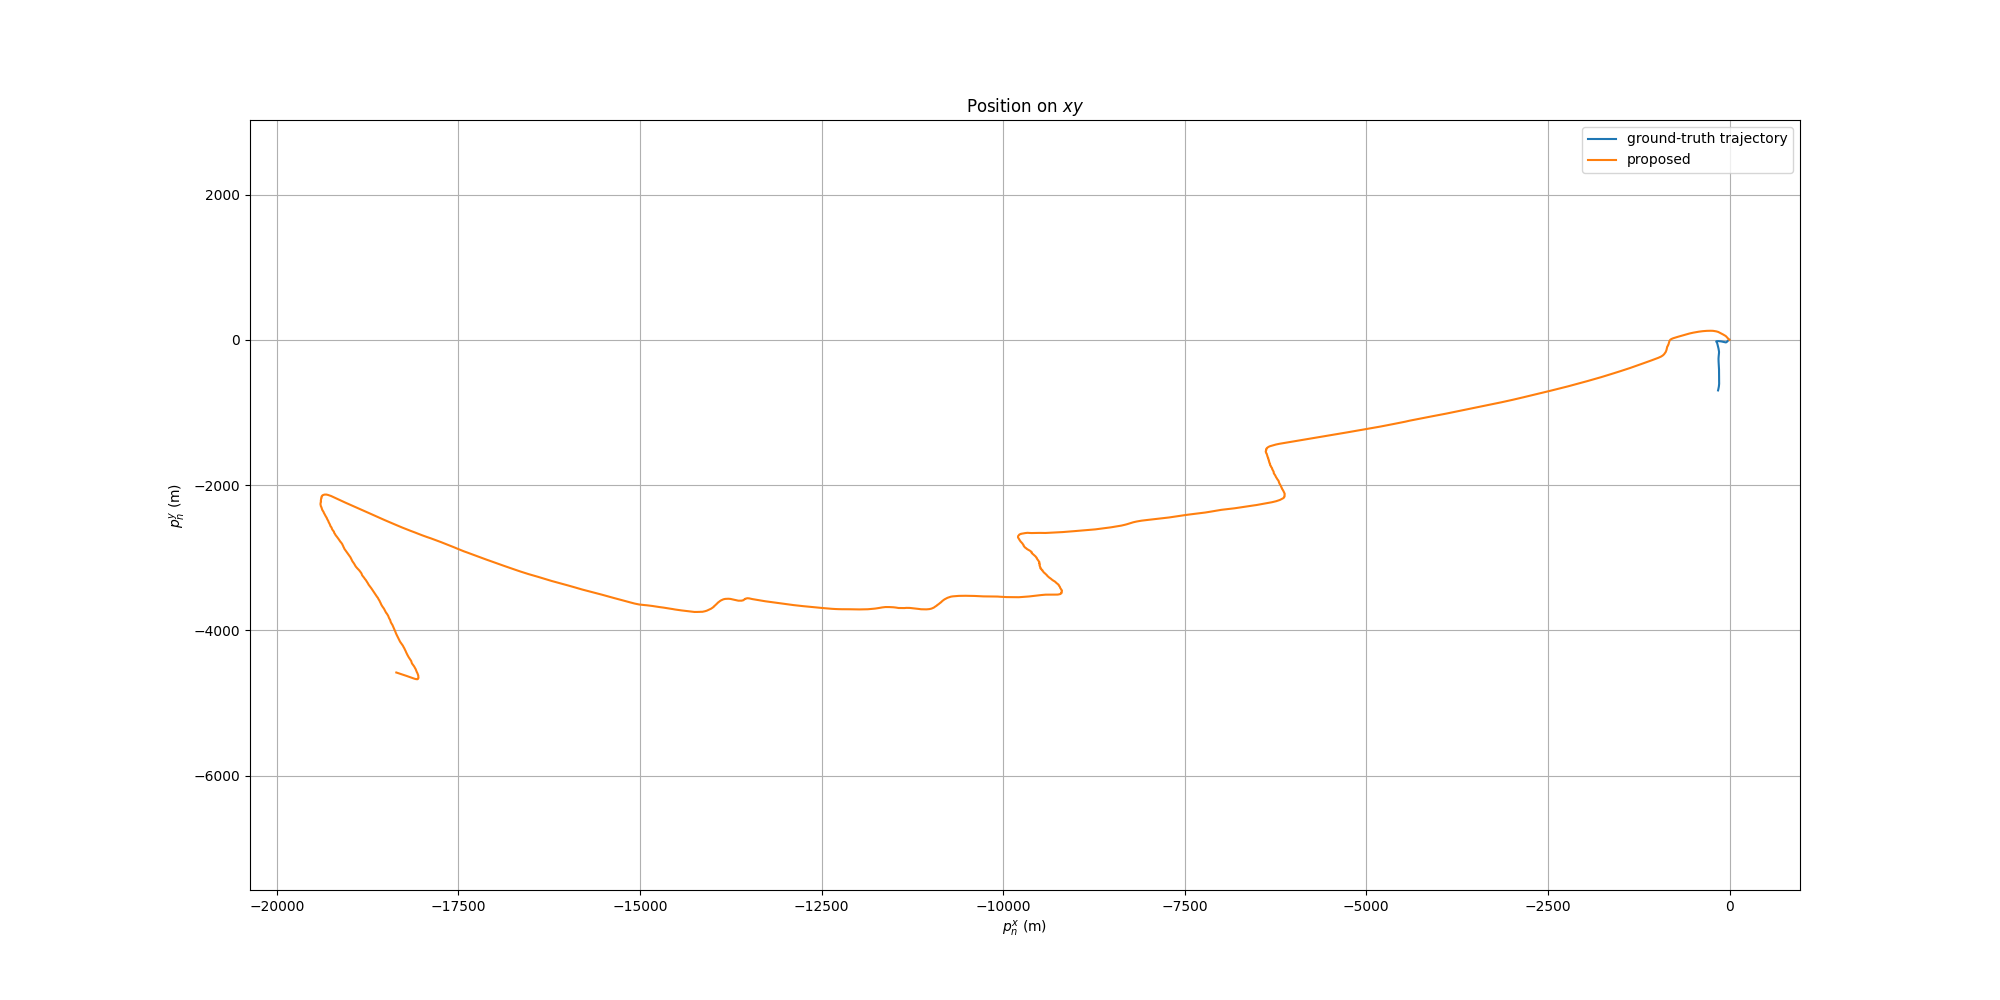 Position on xy
ground-truth trajectory
proposed
2000
0
−2000
−4000
−6000
p_n^y (m)
−20000 −17500 −15000 −12500 −10000 −7500 −5000 −2500 0
p_n^x (m)